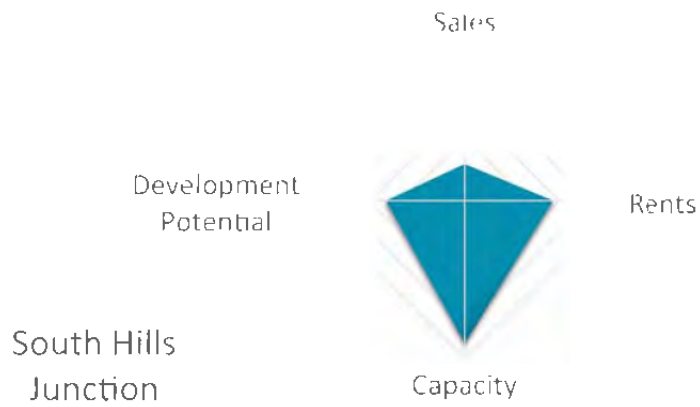 Sales
Development
Potential
Rents
South Hills
Junction
Capacity